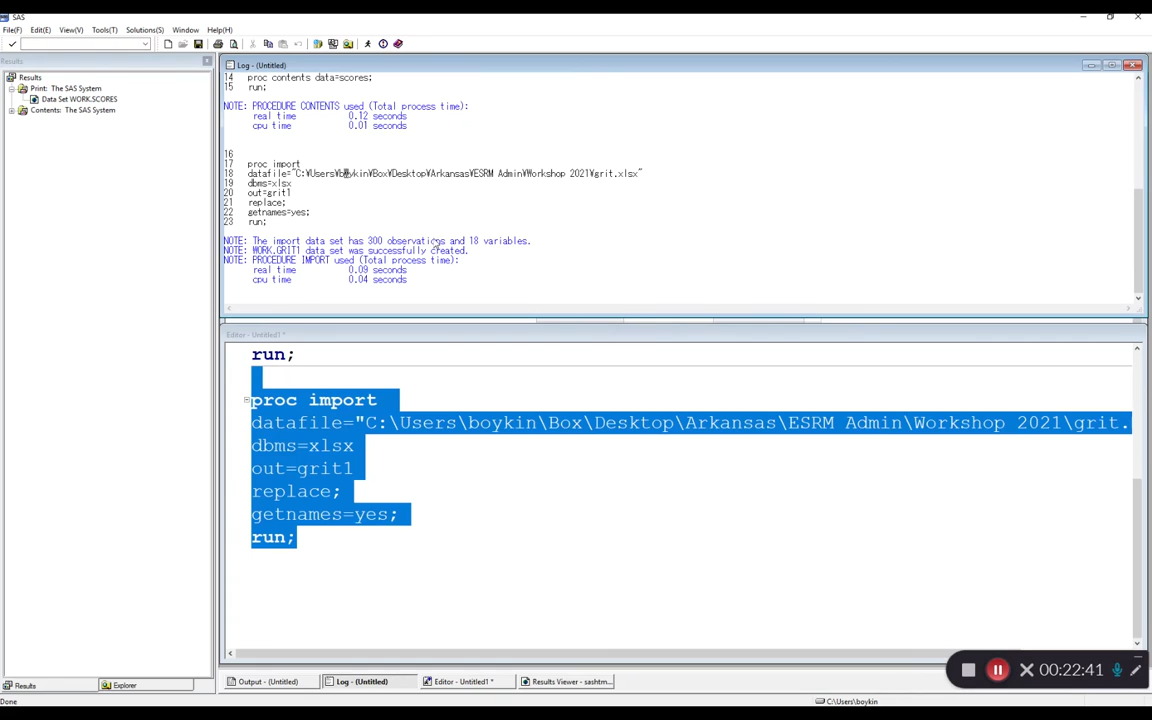 SAS
File(F) Edit(E) View(V) Tools(T) Solutions(S) Window Help(H)
Results
Results
Print: The SAS System
Data Set WORK.SCORES
Contents: The SAS System
Log - (Untitled)
14 proc contents data=scores;
15 run;
NOTE: PROCEDURE CONTENTS used (Total process time):
real time 0.12 seconds
cpu time 0.01 seconds
16
17 proc import
18 datafile="C:₩Users₩boykin₩Box₩Desktop₩Arkansas₩ESRM Admin₩Workshop 2021₩grit.xlsx"
19 dbms=xlsx
20 out=grit1
21 replace;
22 getnames=yes;
23 run;
NOTE: The import data set has 300 observations and 18 variables.
NOTE: WORK.GRIT1 data set was successfully created.
NOTE: PROCEDURE IMPORT used (Total process time):
real time 0.09 seconds
cpu time 0.04 seconds
Editor - Untitled1 *
run;
proc import
datafile="C:\Users\boykin\Box\Desktop\Arkansas\ESRM Admin\Workshop 2021\grit.
dbms=xlsx
out=grit1
replace;
getnames=yes;
run;
Results Explorer
Output - (Untitled) Log - (Untitled) Editor - Untitled1 * Results Viewer - sashtm...
00:22:41
Done C:\Users\boykin